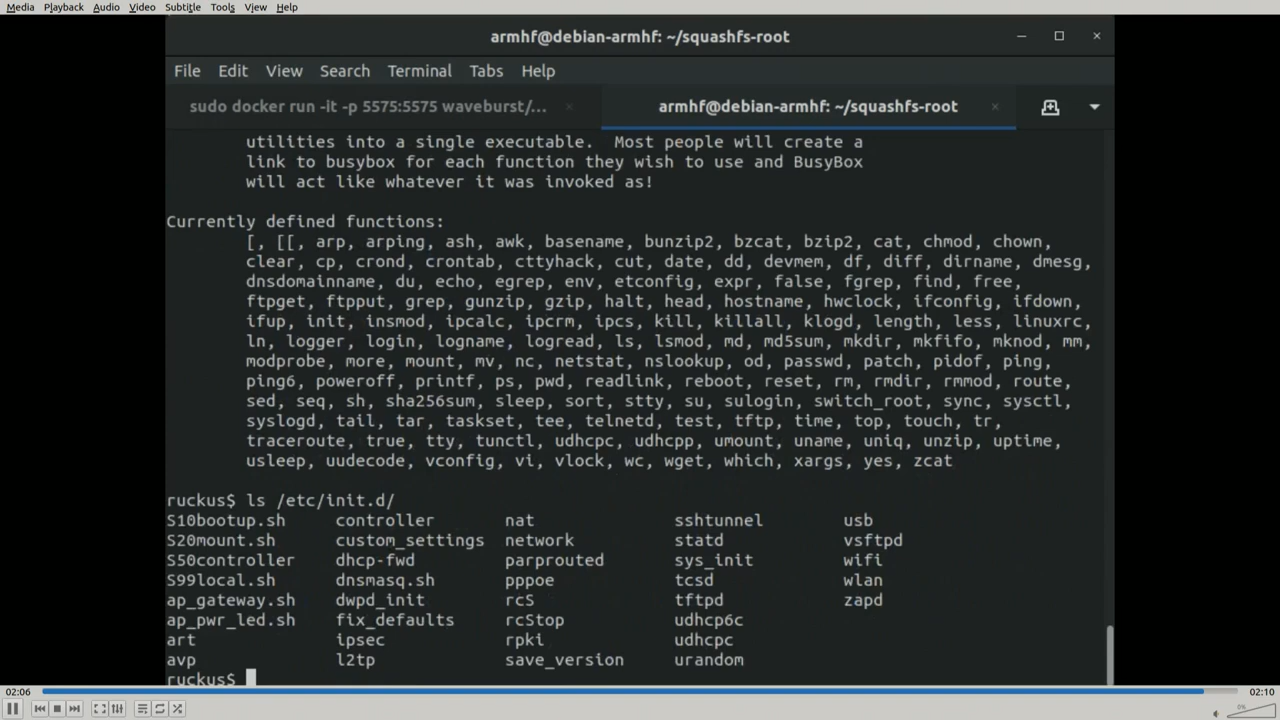 Media Playback Audio Video Subtitle Tools View Help
armhf@debian-armhf: ~/squashfs-root
File Edit View Search Terminal Tabs Help
sudo docker run -it -p 5575:5575 waveburst/... × armhf@debian-armhf: ~/squashfs-root ×
utilities into a single executable.  Most people will create a
link to busybox for each function they wish to use and BusyBox
will act like whatever it was invoked as!
Currently defined functions:
[, [[, arp, arping, ash, awk, basename, bunzip2, bzcat, bzip2, cat, chmod, chown,
clear, cp, crond, crontab, cttyhack, cut, date, dd, devmem, df, diff, dirname, dmesg,
dnsdomainname, du, echo, egrep, env, etconfig, expr, false, fgrep, find, free,
ftpget, ftpput, grep, gunzip, gzip, halt, head, hostname, hwclock, ifconfig, ifdown,
ifup, init, insmod, ipcalc, ipcrm, ipcs, kill, killall, klogd, length, less, linuxrc,
ln, logger, login, logname, logread, ls, lsmod, md, md5sum, mkdir, mkfifo, mknod, mm,
modprobe, more, mount, mv, nc, netstat, nslookup, od, passwd, patch, pidof, ping,
ping6, poweroff, printf, ps, pwd, readlink, reboot, reset, rm, rmdir, rmmod, route,
sed, seq, sh, sha256sum, sleep, sort, stty, su, sulogin, switch_root, sync, sysctl,
syslogd, tail, tar, taskset, tee, telnetd, test, tftp, time, top, touch, tr,
traceroute, true, tty, tunctl, udhcpc, udhcpp, umount, uname, uniq, unzip, uptime,
usleep, uudecode, vconfig, vi, vlock, wc, wget, which, xargs, yes, zcat
ruckus$ ls /etc/init.d/
S10bootup.sh controller nat sshtunnel usb
S20mount.sh custom_settings network statd vsftpd
S50controller dhcp-fwd parprouted sys_init wifi
S99local.sh dnsmasq.sh pppoe tcsd wlan
ap_gateway.sh dwpd_init rcS tftpd zapd
ap_pwr_led.sh fix_defaults rcStop udhcp6c
art ipsec rpki udhcpc
avp l2tp save_version urandom
ruckus$
02:06 02:10
0%